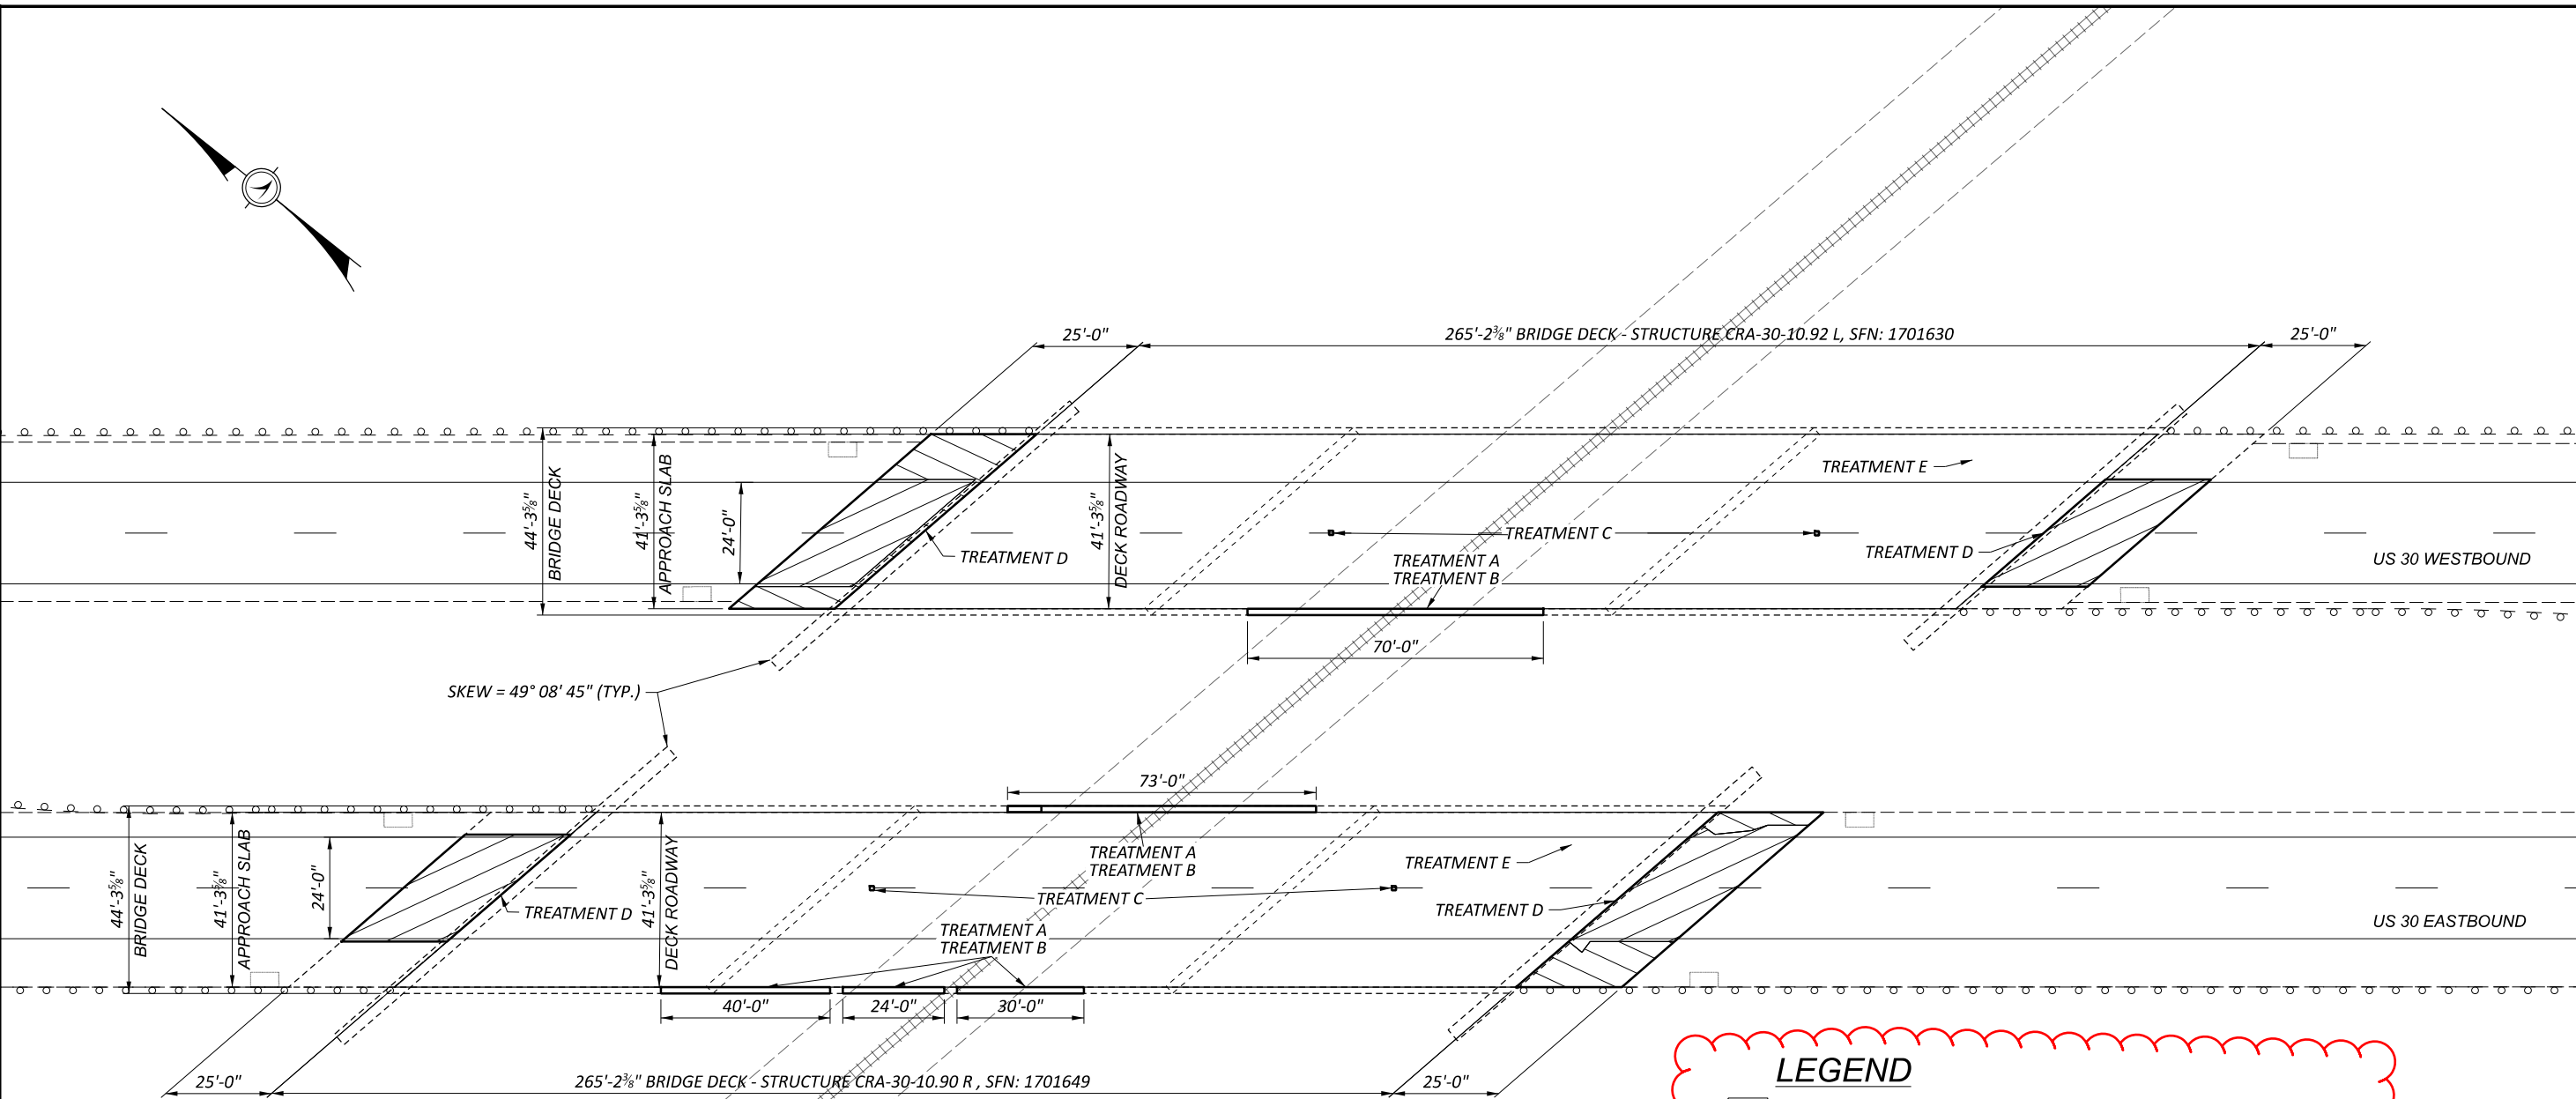 25'-0"
265'-2⅜" BRIDGE DECK - STRUCTURE CRA-30-10.92 L, SFN: 1701630
25'-0"
44'-3⅝"
BRIDGE DECK
41'-3⅝"
APPROACH SLAB
24'-0"
TREATMENT D
41'-3⅝"
DECK ROADWAY
TREATMENT E
TREATMENT C
TREATMENT A
TREATMENT B
TREATMENT D
US 30 WESTBOUND
70'-0"
SKEW = 49° 08' 45" (TYP.)
73'-0"
44'-3⅝"
BRIDGE DECK
41'-3⅝"
APPROACH SLAB
24'-0"
TREATMENT D
41'-3⅝"
DECK ROADWAY
TREATMENT A
TREATMENT B
TREATMENT C
TREATMENT E
TREATMENT D
TREATMENT A
TREATMENT B
US 30 EASTBOUND
40'-0"
24'-0"
30'-0"
25'-0"
265'-2⅜" BRIDGE DECK - STRUCTURE CRA-30-10.90 R , SFN: 1701649
25'-0"
LEGEND